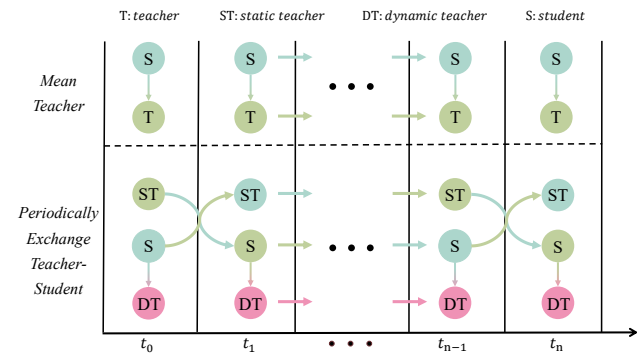 T: teacher ST: static teacher DT: dynamic teacher S: student
S S • • • S S
Mean
Teacher
T T T T
ST ST ST ST
Periodically
Exchange
Teacher-
Student
S S • • • S S
DT DT DT DT
t0 t1 • • • tn−1 tn